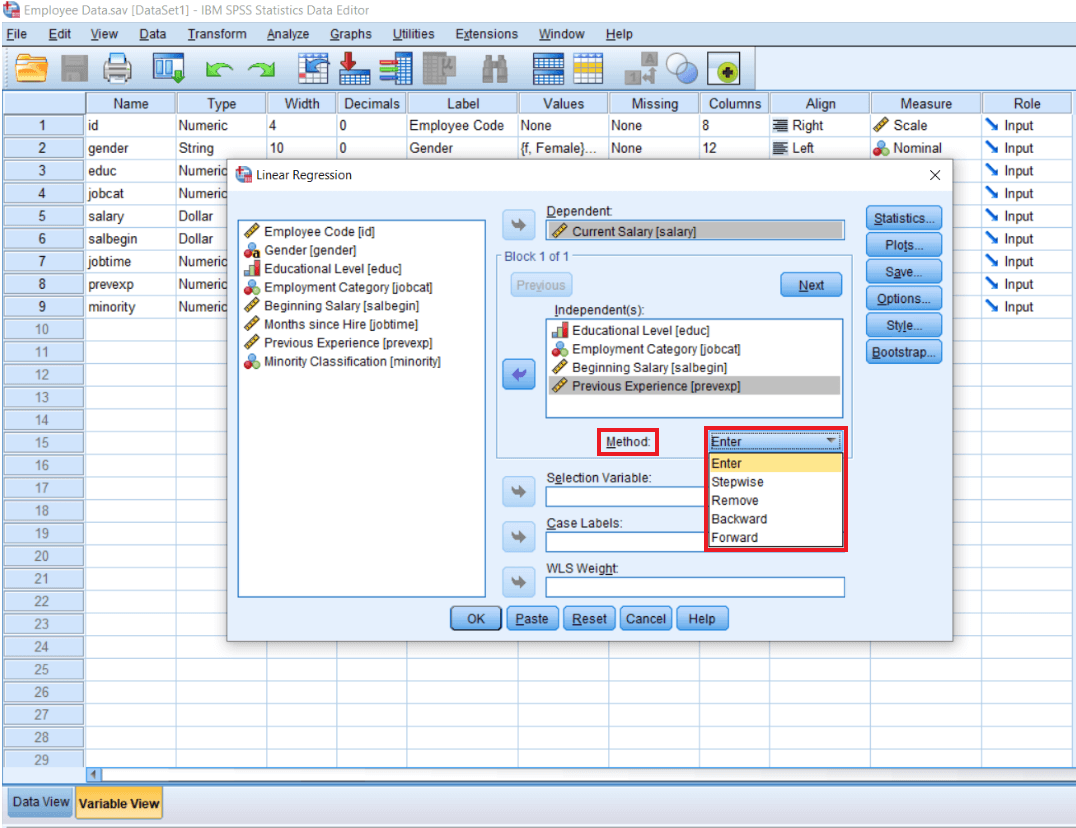 Employee Data.sav [DataSet1] - IBM SPSS Statistics Data Editor
File Edit View Data Transform Analyze Graphs Utilities Extensions Window Help
Name Type Width Decimals Label Values Missing Columns Align Measure Role
1 id Numeric 4 0 Employee Code None None 8 Right Scale Input
2 gender String 10 0 Gender {f, Female}... None 12 Left Nominal Input
3 educ Numeric Input
4 jobcat Numeric Input
5 salary Dollar Input
6 salbegin Dollar Input
7 jobtime Numeric Input
8 prevexp Numeric Input
9 minority Numeric Input
10
11
12
13
14
15
16
17
18
19
20
21
22
23
24
25
26
27
28
29
Linear Regression
Employee Code [id]
Gender [gender]
Educational Level [educ]
Employment Category [jobcat]
Beginning Salary [salbegin]
Months since Hire [jobtime]
Previous Experience [prevexp]
Minority Classification [minority]
Dependent:
Current Salary [salary]
Block 1 of 1
Previous
Next
Independent(s):
Educational Level [educ]
Employment Category [jobcat]
Beginning Salary [salbegin]
Previous Experience [prevexp]
Method:
Enter
Enter
Stepwise
Remove
Backward
Forward
Selection Variable:
Case Labels:
WLS Weight:
Statistics...
Plots...
Save...
Options...
Style...
Bootstrap...
OK Paste Reset Cancel Help
Data View Variable View